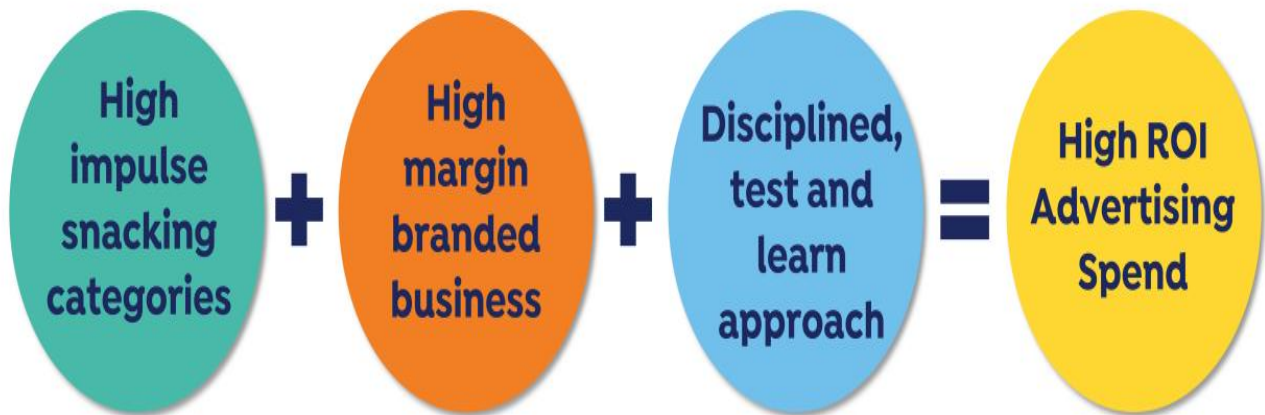 High
impulse
snacking
categories
+
High
margin
branded
business
+
Disciplined,
test and
learn
approach
=
High ROI
Advertising
Spend